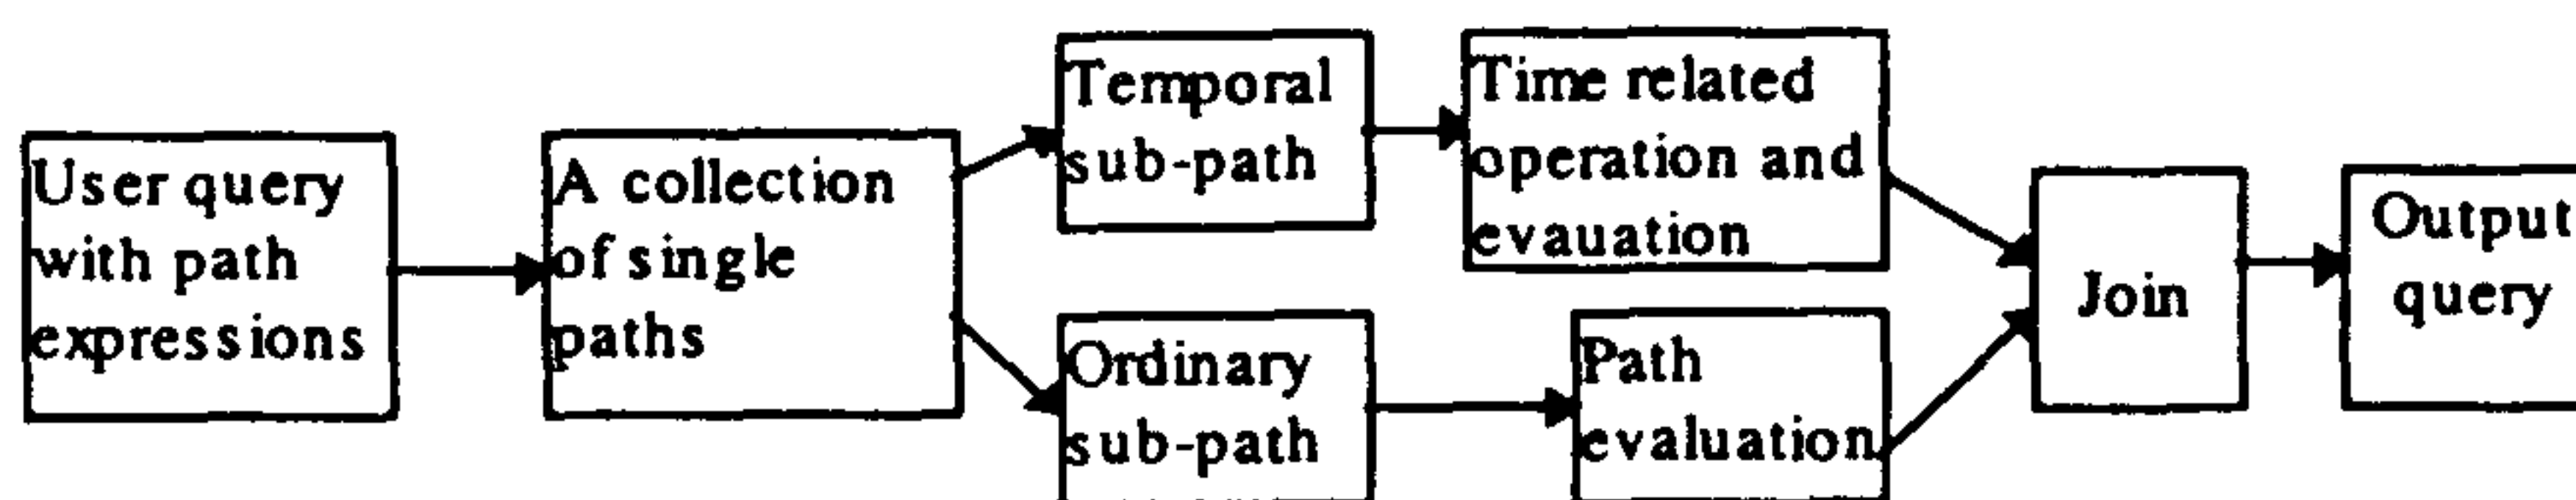 User query
with path
expressions
A collection
of single
paths
Temporal
sub-path
Time related
operation and
evauation
Ordinary
sub-path
Path
evaluation
Join
Output
query